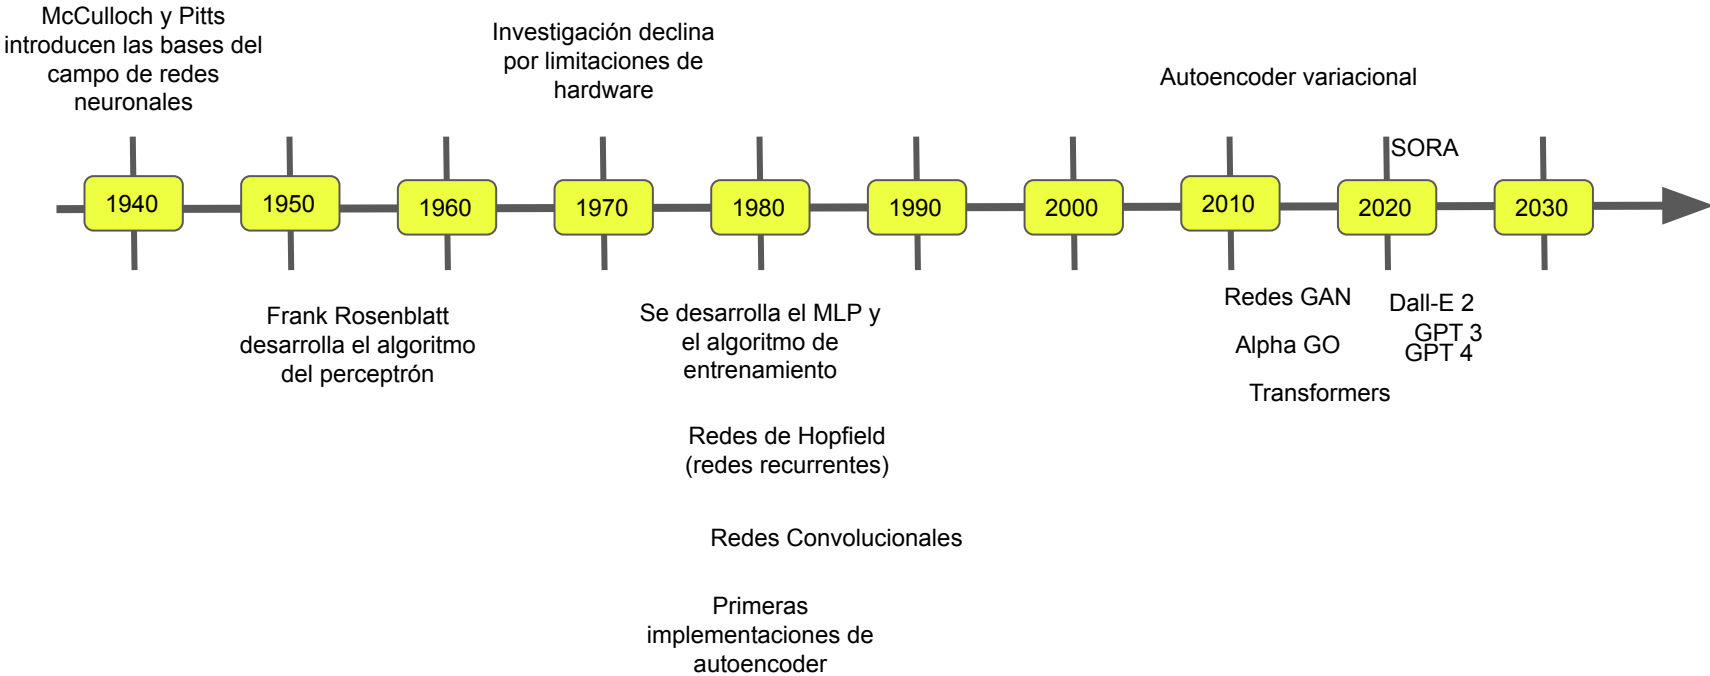 McCulloch y Pitts
introducen las bases del
campo de redes
neuronales
Investigación declina
por limitaciones de
hardware
Autoencoder variacional
SORA
1940
1950
1960
1970
1980
1990
2000
2010
2020
2030
Frank Rosenblatt
desarrolla el algoritmo
del perceptrón
Se desarrolla el MLP y
el algoritmo de
entrenamiento
Redes de Hopfield
(redes recurrentes)
Redes Convolucionales
Primeras
implementaciones de
autoencoder
Redes GAN
Alpha GO
Transformers
Dall-E 2
GPT 3
GPT 4